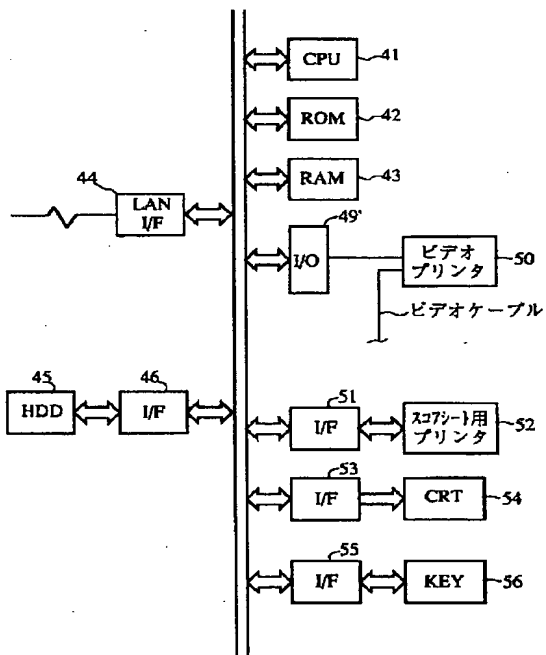 CPU
41
ROM
42
RAM
43
44
LAN
I/F
49'
I/O
ビデオ
プリンタ
50
ビデオケーブル
45
HDD
46
I/F
51
I/F
スコアシート用
プリンタ
52
53
I/F
CRT
54
55
I/F
KEY
56